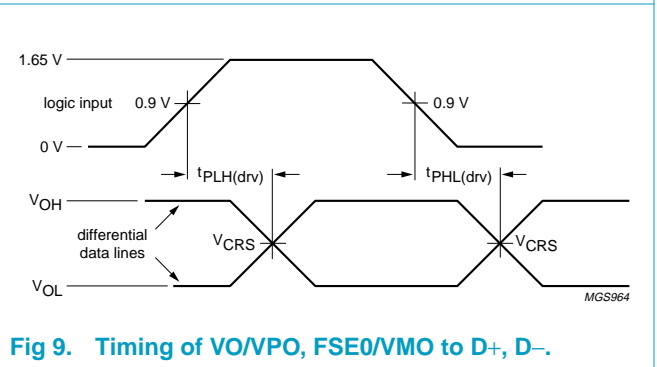 1.65 V
logic input 0.9 V 0.9 V
0 V
tPLH(drv) tPHL(drv)
VOH
differential
data lines
VCRS VCRS
VOL
MGS964
Fig 9. Timing of VO/VPO, FSE0/VMO to D+, D−.